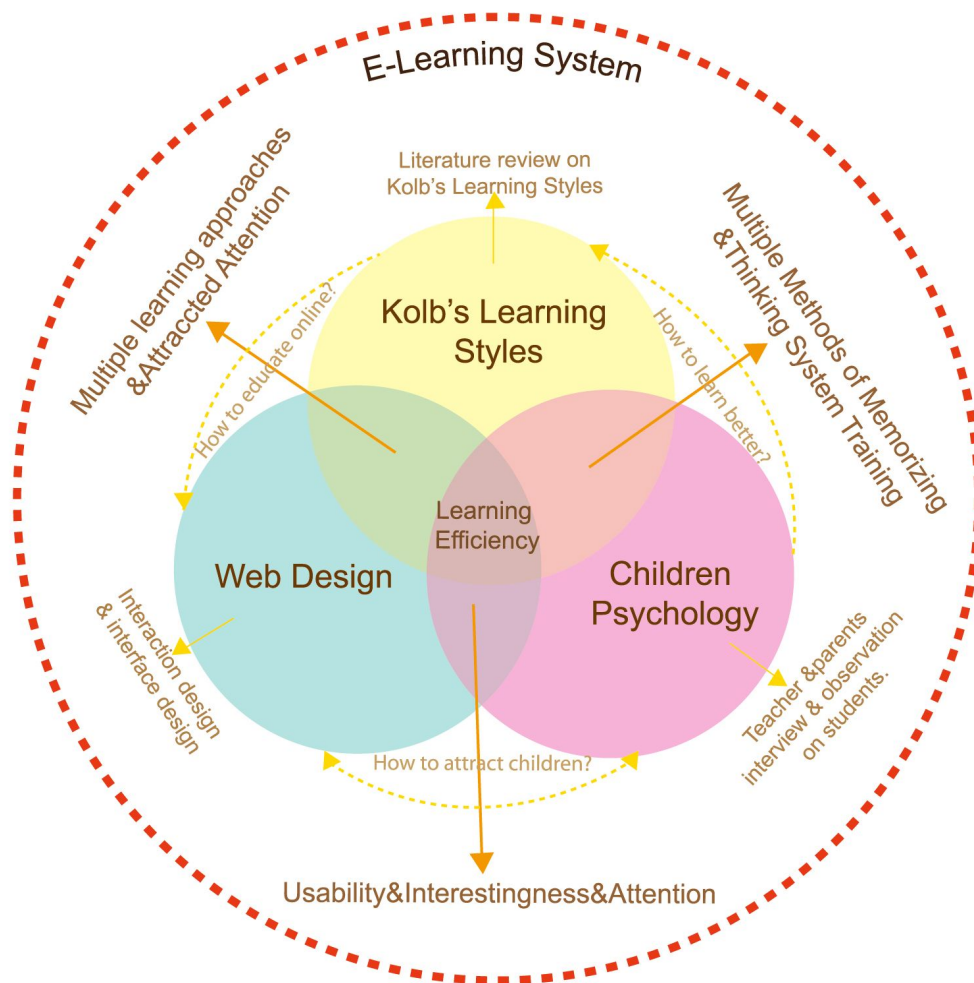 E-Learning System
Literature review on
Kolb's Learning Styles
Multiple learning approaches
&Attraccted Attention
Multiple Methods of Memorizing
&Thinking System Training
How to educate online?
How to learn better?
Kolb's Learning
Styles
Learning
Efficiency
Web Design
Children
Psychology
Interaction design
& interface design
Teacher &parents
interview & observation
on students.
How to attract children?
Usability&Interestingness&Attention